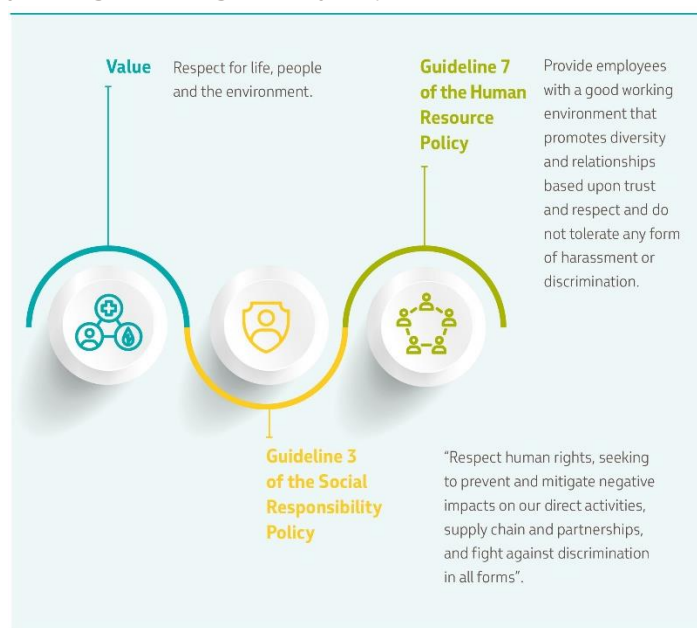 Value
Respect for life, people
and the environment.
Guideline 7
of the Human
Resource
Policy
Provide employees
with a good working
environment that
promotes diversity
and relationships
based upon trust
and respect and do
not tolerate any form
of harassment or
discrimination.
Guideline 3
of the Social
Responsibility
Policy
“Respect human rights, seeking
to prevent and mitigate negative
impacts on our direct activities,
supply chain and partnerships,
and fight against discrimination
in all forms”.